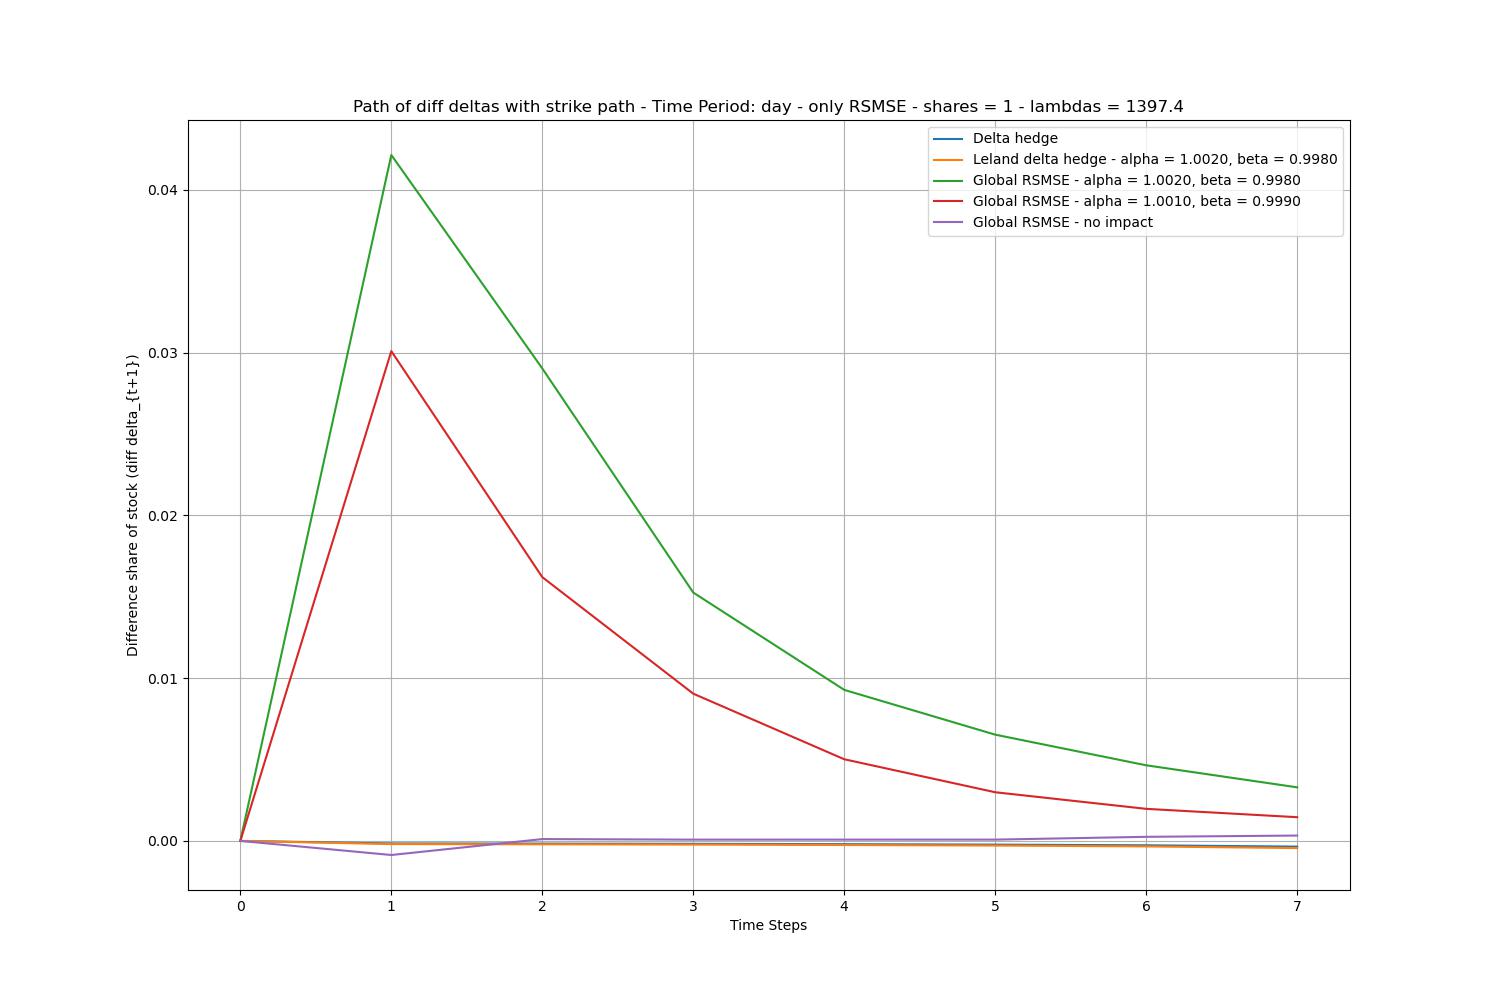 Path of diff deltas with strike path - Time Period: day - only RSMSE - shares = 1 - lambdas = 1397.4
Delta hedge
Leland delta hedge - alpha = 1.0020, beta = 0.9980
Global RSMSE - alpha = 1.0020, beta = 0.9980
Global RSMSE - alpha = 1.0010, beta = 0.9990
Global RSMSE - no impact
Difference share of stock (diff delta_{t+1})
0.04
0.03
0.02
0.01
0.00
0 1 2 3 4 5 6 7
Time Steps